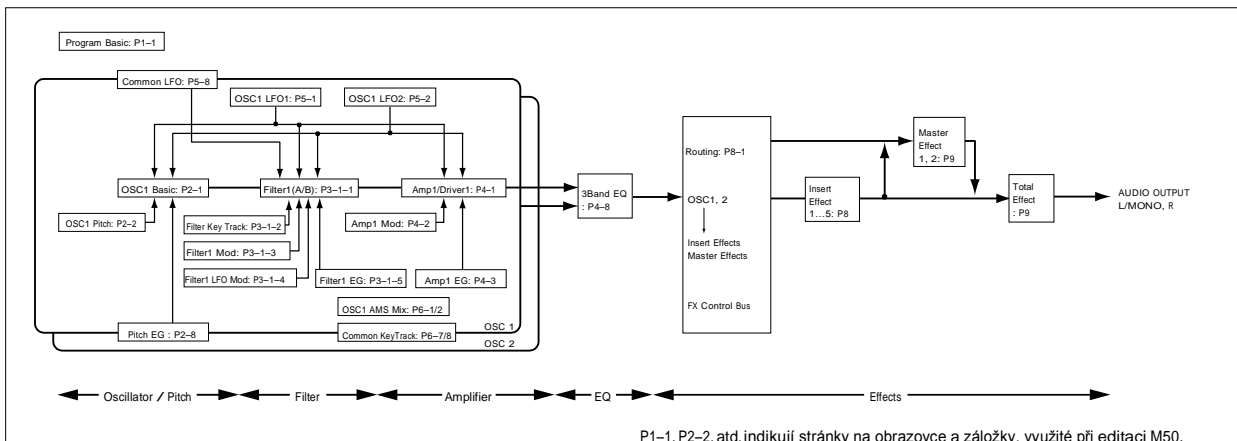 Program Basic: P1–1
Common LFO: P5–8
OSC1 LFO1: P5–1
OSC1 LFO2: P5–2
OSC1 Basic: P2–1
Filter1(A/B): P3–1–1
Amp1/Driver1: P4–1
OSC1 Pitch: P2–2
Filter Key Track: P3–1–2
Amp1 Mod: P4–2
Filter1 Mod: P3–1–3
Filter1 LFO Mod: P3–1–4
Filter1 EG: P3–1–5
Amp1 EG: P4–3
OSC1 AMS Mix: P6–1/2
Pitch EG : P2–8
Common KeyTrack: P6–7/8
OSC 1
OSC 2
3Band EQ
: P4–8
Routing: P8–1
OSC1, 2
Insert Effects
Master Effects
FX Control Bus
Insert
Effect
1…5: P8
Master
Effect
1, 2: P9
Total
Effect
: P9
AUDIO OUTPUT
L/MONO, R
Oscillator / Pitch
Filter
Amplifier
EQ
Effects
P1–1, P2–2, atd. indikují stránky na obrazovce a záložky, využité při editaci M50.